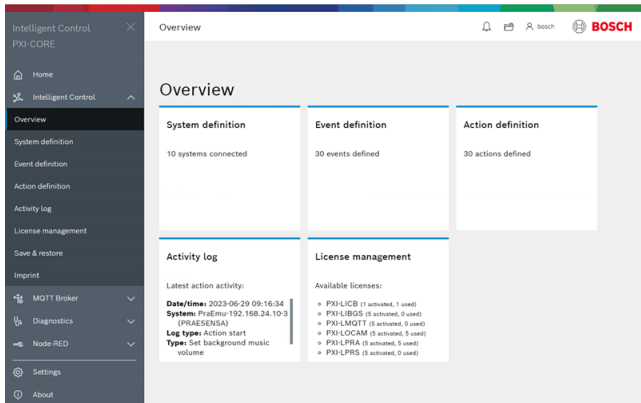 Intelligent Control
PXI-CORE
Home
Intelligent Control
Overview
System definition
Event definition
Action definition
Activity log
License management
Save & restore
Imprint
MQTT Broker
Diagnostics
Node-RED
Settings
About
Overview
bosch
BOSCH
Overview
System definition
10 systems connected
Event definition
30 events defined
Action definition
30 actions defined
Activity log
Latest action activity:
Date/time: 2023-06-29 09:16:34
System: PraEmu-192.168.24.10-3
(PRAESENSA)
Log type: Action start
Type: Set background music
volume
License management
Available licenses:
PXI-LICB (1 activated, 1 used)
PXI-LIBGS (5 activated, 0 used)
PXI-LMQTT (5 activated, 0 used)
PXI-LOCAM (5 activated, 5 used)
PXI-LPRA (5 activated, 5 used)
PXI-LPRS (5 activated, 0 used)